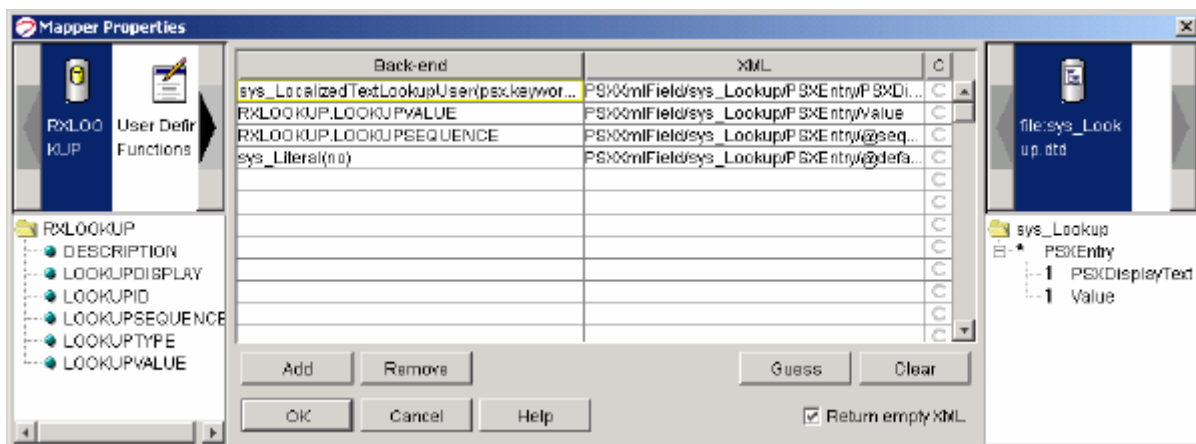 Mapper Properties
RXLOO
KUP
User Defir
Functions
RXLOOKUP
DESCRIPTION
LOOKUPDISPLAY
LOOKUPID
LOOKUPSEQUENCE
LOOKUPTYPE
LOOKUPVALUE
Back-end XML C
sys_LocalizedTextLookupUser(psx.keywor... PSXXmlField/sys_Lookup/PSXEntry/PSXDi... C
RXLOOKUP.LOOKUPVALUE PSXXmlField/sys_Lookup/PSXEntry/Value C
RXLOOKUP.LOOKUPSEQUENCE PSXXmlField/sys_Lookup/PSXEntry/@seq... C
sys_Literal(no) PSXXmlField/sys_Lookup/PSXEntry/@defa... C
C
C
C
C
C
C
C
C
Add Remove Guess Clear
OK Cancel Help Return empty XML
file:sys_Look
up.dtd
sys_Lookup
* PSXEntry
1 PSXDisplayText
1 Value